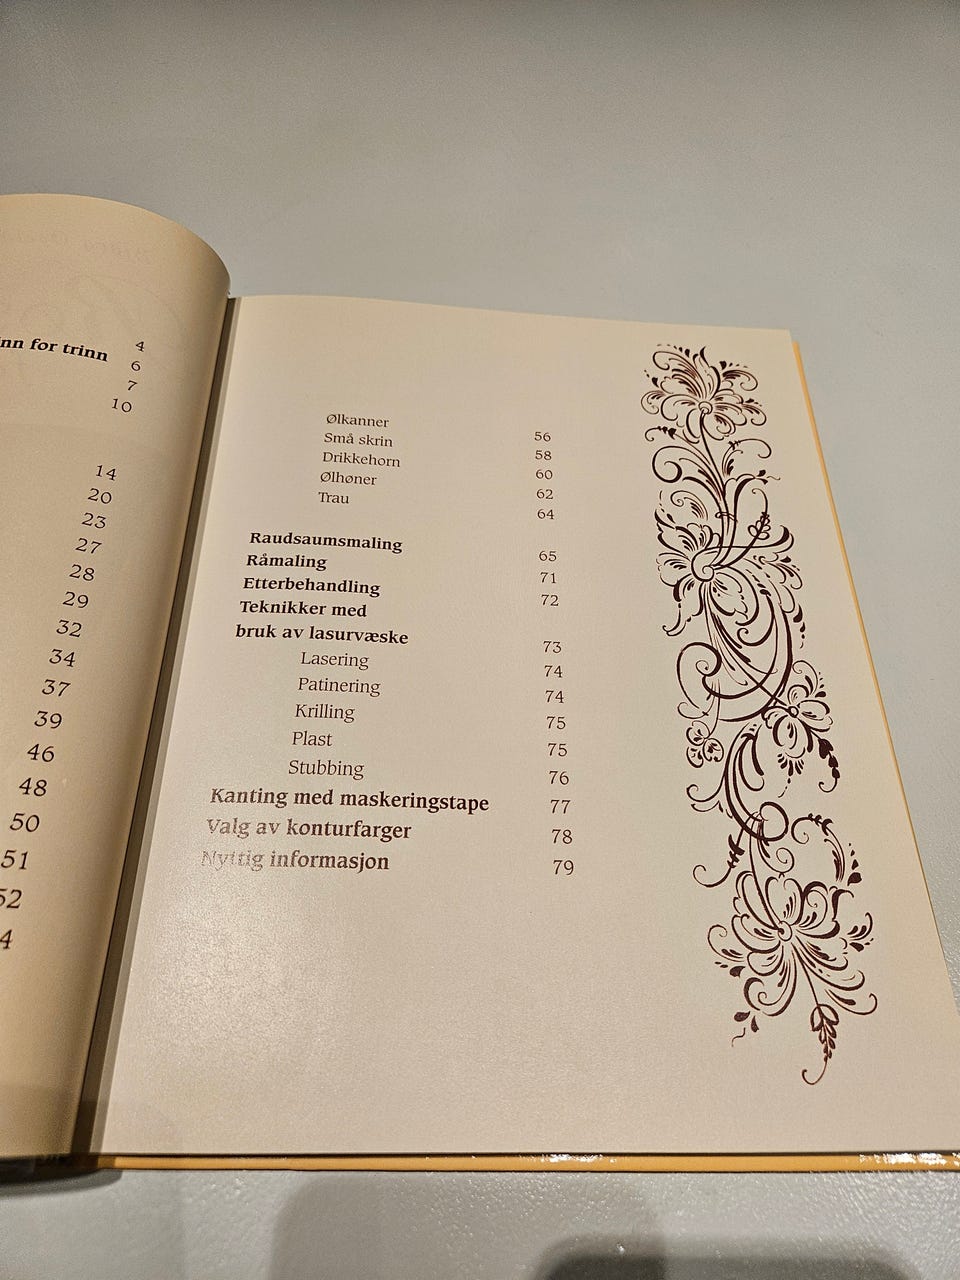 nn for trinn 4
6
7
10
14
20
23
27
28
29
32
34
37
39
46
48
50
51
52
4
Ølkanner 56
Små skrin 58
Drikkehorn 60
Ølhøner 62
Trau 64
Raudsaumsmaling 65
Råmaling 71
Etterbehandling 72
Teknikker med
bruk av lasurvæske 73
Lasering 74
Patinering 74
Krilling 75
Plast 75
Stubbing 76
Kanting med maskeringstape 77
Valg av konturfarger 78
Nyttig informasjon 79